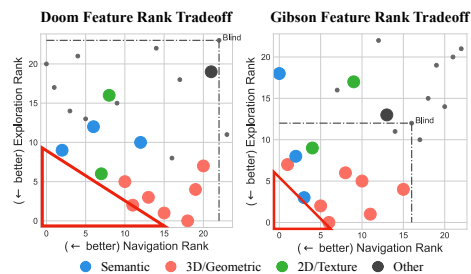 Doom Feature Rank Tradeoff
Gibson Feature Rank Tradeoff
(← better) Exploration Rank
20
15
10
5
0
Blind
0
5
10
15
20
(← better) Navigation Rank
(← better) Exploration Rank
20
15
10
5
0
Blind
0
5
10
15
20
(← better) Navigation Rank
Semantic
3D/Geometric
2D/Texture
Other